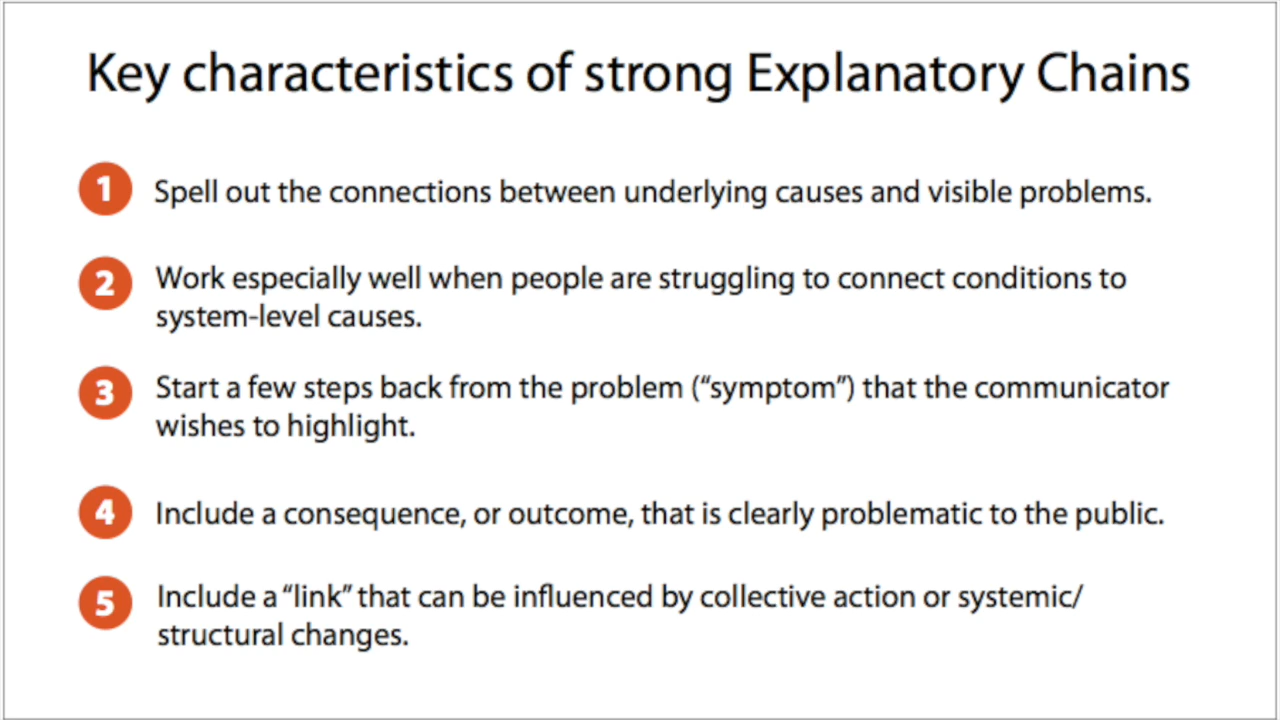 Key characteristics of strong Explanatory Chains
1 Spell out the connections between underlying causes and visible problems.
2 Work especially well when people are struggling to connect conditions to
system-level causes.
3 Start a few steps back from the problem (“symptom”) that the communicator
wishes to highlight.
4 Include a consequence, or outcome, that is clearly problematic to the public.
5 Include a “link” that can be influenced by collective action or systemic/
structural changes.